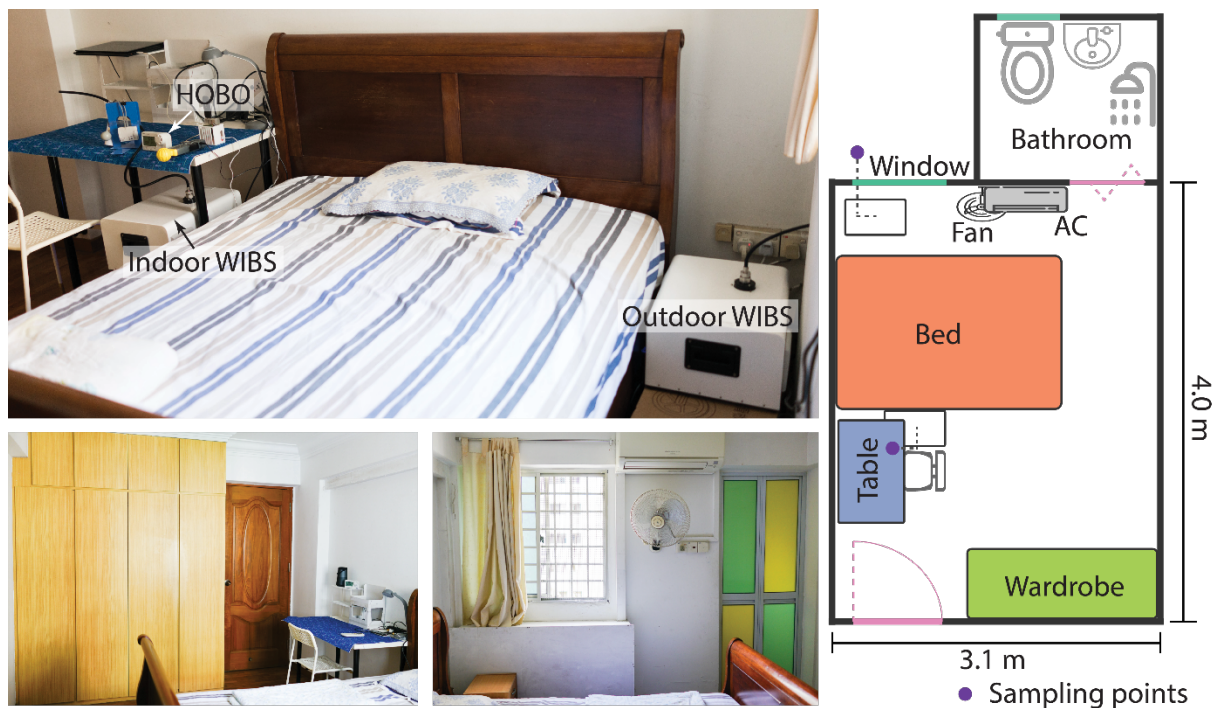 HOBO
Indoor WIBS
Outdoor WIBS
Bathroom
Window
Fan
AC
Bed
Table
Wardrobe
4.0 m
3.1 m
Sampling points